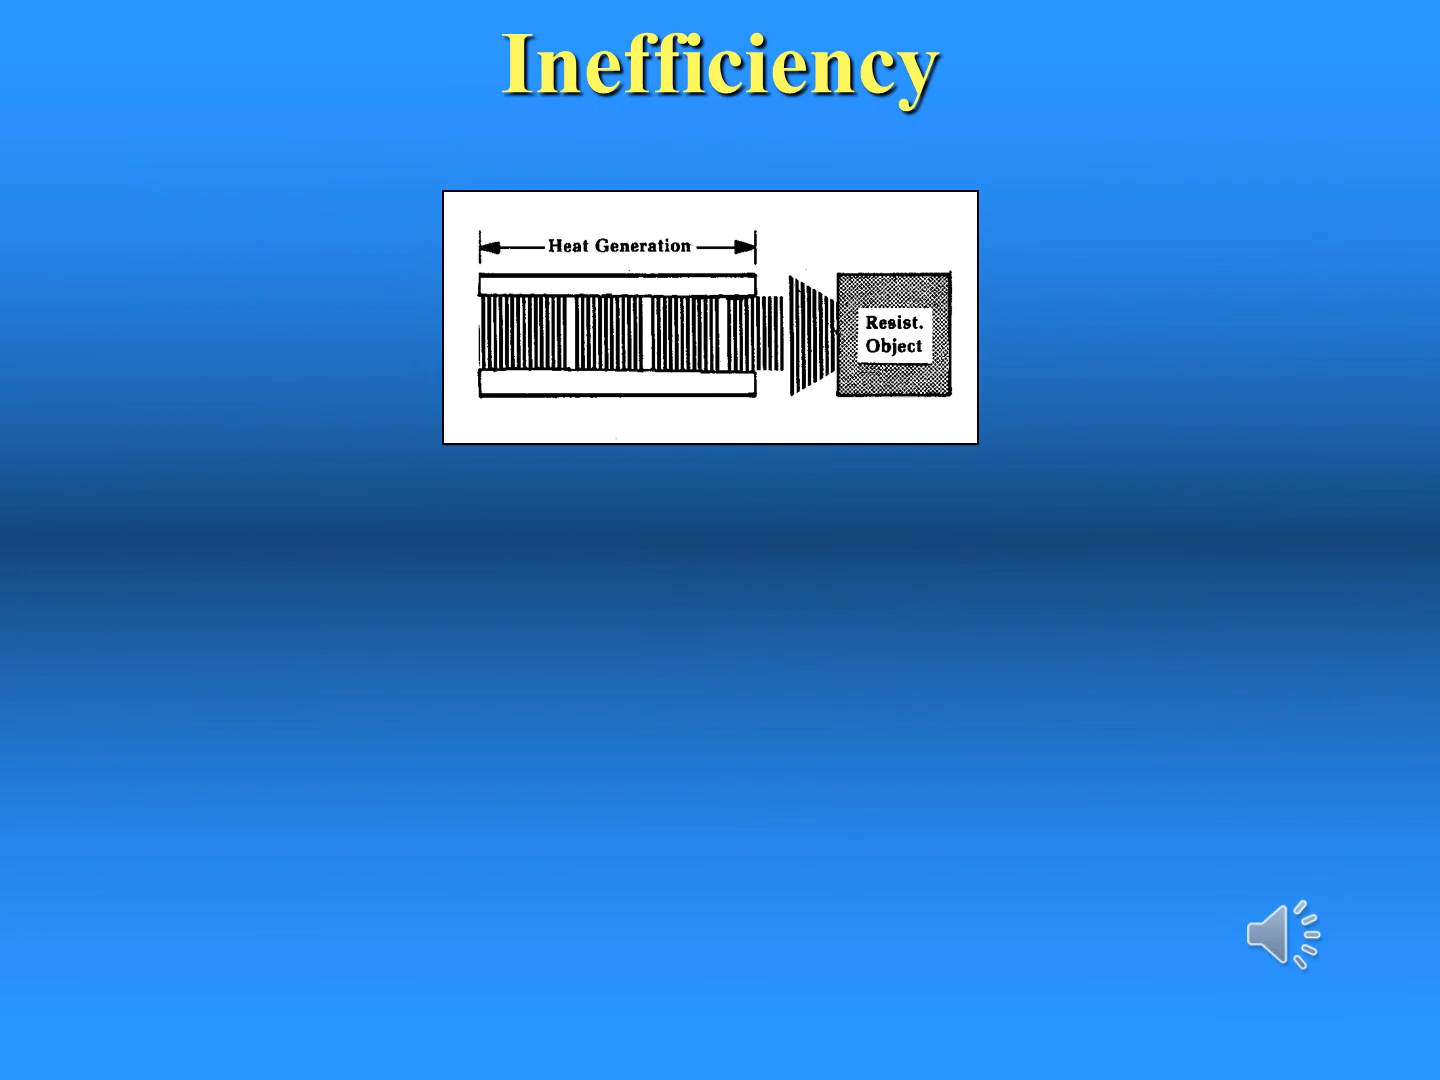 Inefficiency
Heat Generation
Resist.
Object